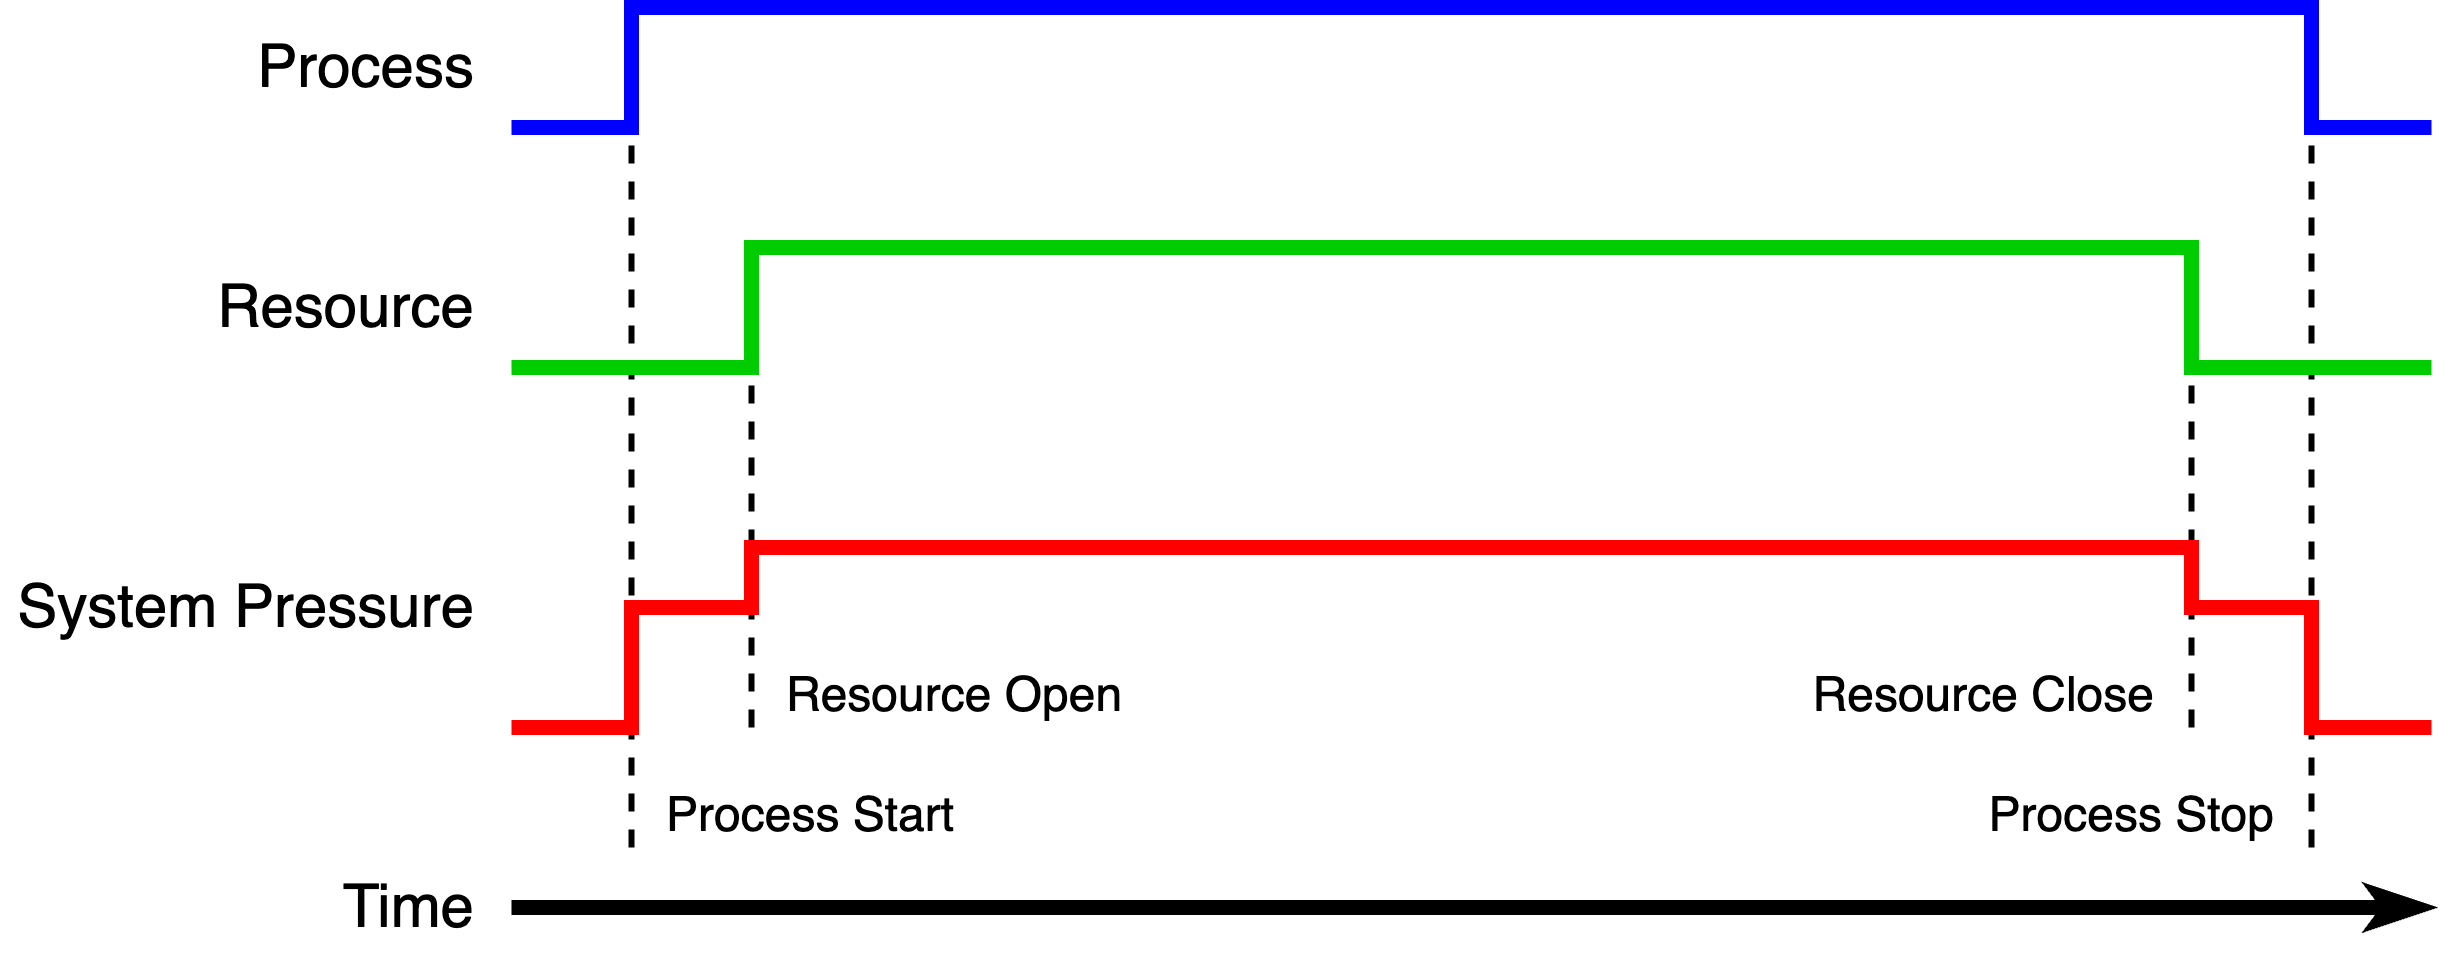 Process
Resource
System Pressure
Resource Open
Resource Close
Process Start
Process Stop
Time